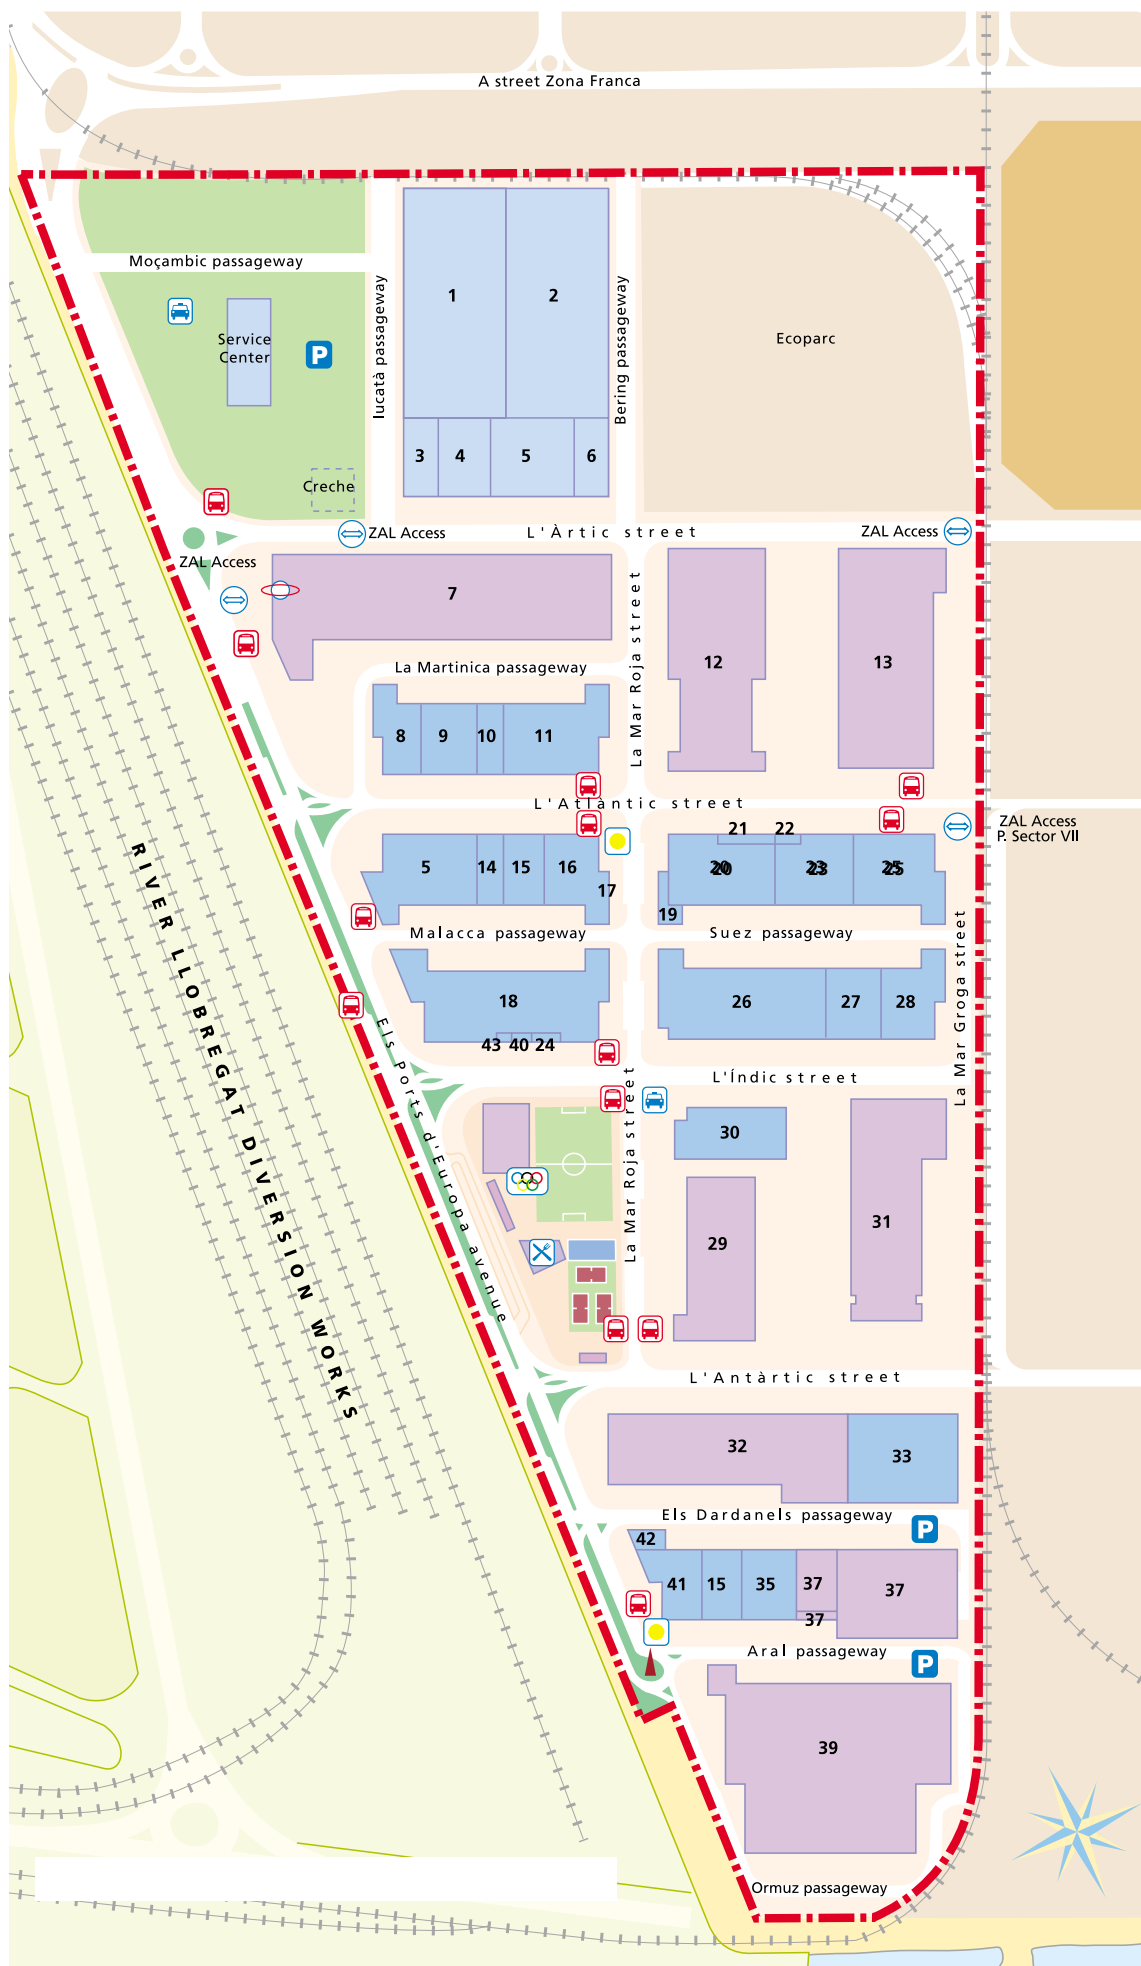 A street Zona Franca
Moçambic passageway
Iucatà passageway
Bering passageway
1
2
Service
Center
P
Ecoparc
3
4
5
6
Creche
ZAL Access
L'Àrtic street
ZAL Access
ZAL Access
7
La Mar Roja street
12
13
La Martinica passageway
8
9
10
11
L'Atlàntic street
ZAL Access
P. Sector VII
21
22
5
14
15
16
17
20
20
23
23
25
25
19
Malacca passageway
Suez passageway
La Mar Groga street
18
26
27
28
43
40
24
Els Ports d'Europa avenue
RIVER LLOBREGAT DIVERSION WORKS
L'Índic street
La Mar Roja street
30
29
31
L'Antàrtic street
32
33
Els Dardanels passageway
P
42
41
15
35
37
37
37
Aral passageway
P
39
Ormuz passageway